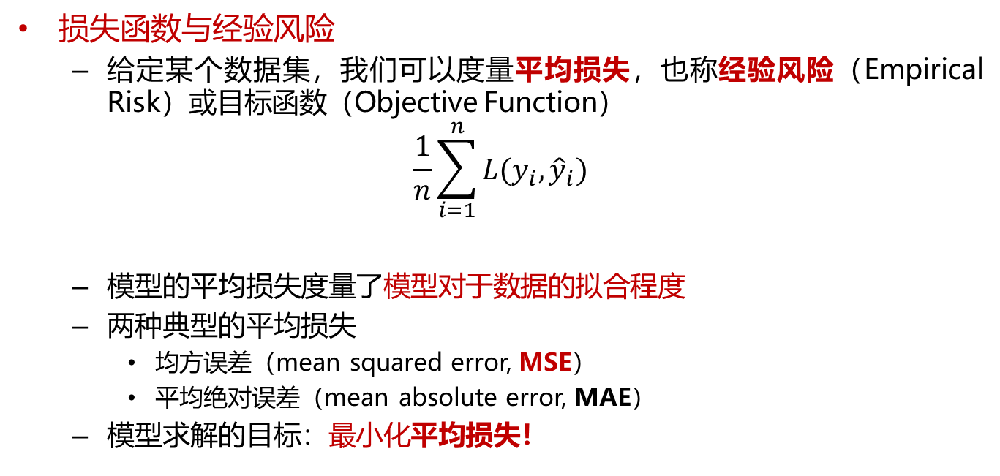 • 损失函数与经验风险
– 给定某个数据集，我们可以度量平均损失，也称经验风险（Empirical
Risk）或目标函数（Objective Function）
$\frac{1}{n}\sum_{i=1}^{n} L(y_i, \hat{y}_i)$
– 模型的平均损失度量了模型对于数据的拟合程度
– 两种典型的平均损失
• 均方误差（mean squared error, MSE）
• 平均绝对误差（mean absolute error, MAE）
– 模型求解的目标：最小化平均损失！